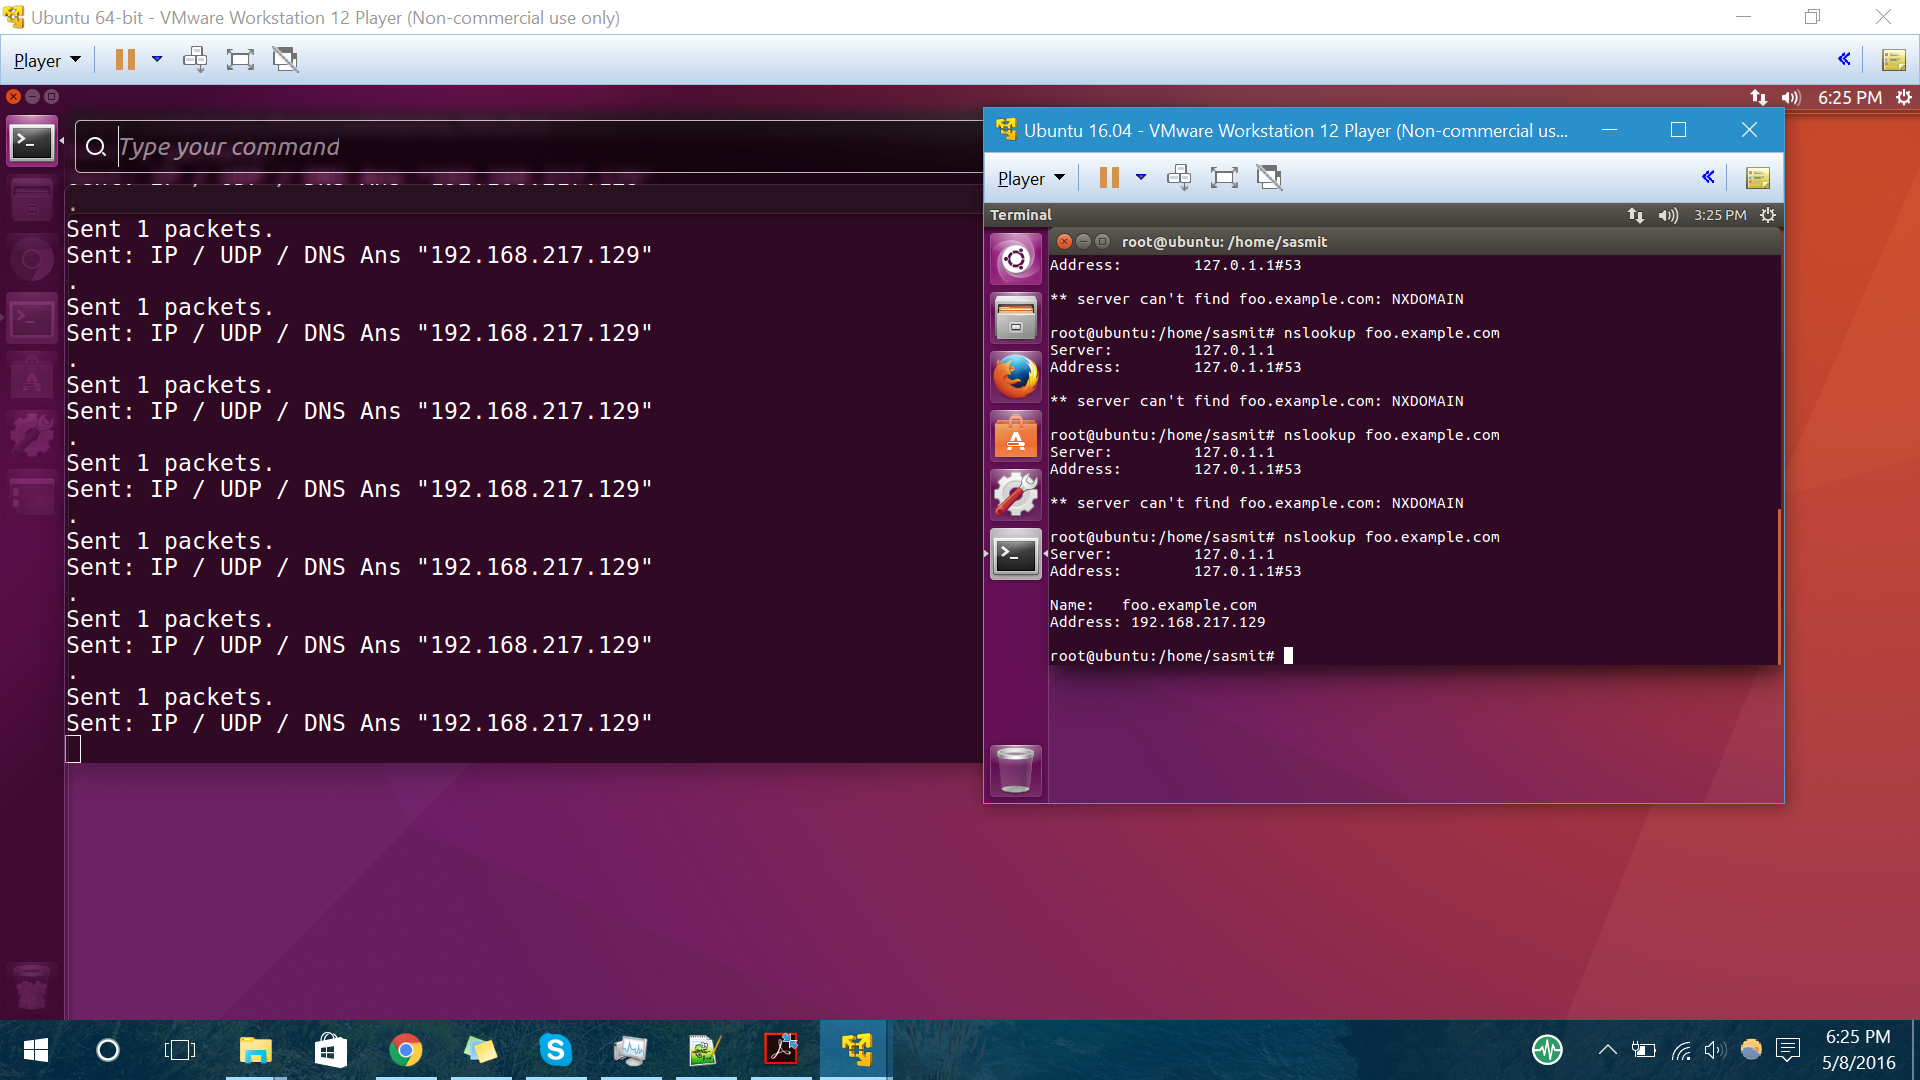 Ubuntu 64-bit - VMware Workstation 12 Player (Non-commercial use only)
Player
6:25 PM
Type your command
.
Sent 1 packets.
Sent: IP / UDP / DNS Ans "192.168.217.129"
.
Sent 1 packets.
Sent: IP / UDP / DNS Ans "192.168.217.129"
.
Sent 1 packets.
Sent: IP / UDP / DNS Ans "192.168.217.129"
.
Sent 1 packets.
Sent: IP / UDP / DNS Ans "192.168.217.129"
.
Sent 1 packets.
Sent: IP / UDP / DNS Ans "192.168.217.129"
.
Sent 1 packets.
Sent: IP / UDP / DNS Ans "192.168.217.129"
.
Sent 1 packets.
Sent: IP / UDP / DNS Ans "192.168.217.129"
Ubuntu 16.04 - VMware Workstation 12 Player (Non-commercial us...
Player
Terminal
3:25 PM
root@ubuntu: /home/sasmit
Address: 127.0.1.1#53
** server can't find foo.example.com: NXDOMAIN
root@ubuntu:/home/sasmit# nslookup foo.example.com
Server: 127.0.1.1
Address: 127.0.1.1#53
** server can't find foo.example.com: NXDOMAIN
root@ubuntu:/home/sasmit# nslookup foo.example.com
Server: 127.0.1.1
Address: 127.0.1.1#53
** server can't find foo.example.com: NXDOMAIN
root@ubuntu:/home/sasmit# nslookup foo.example.com
Server: 127.0.1.1
Address: 127.0.1.1#53
Name: foo.example.com
Address: 192.168.217.129
root@ubuntu:/home/sasmit#
6:25 PM
5/8/2016